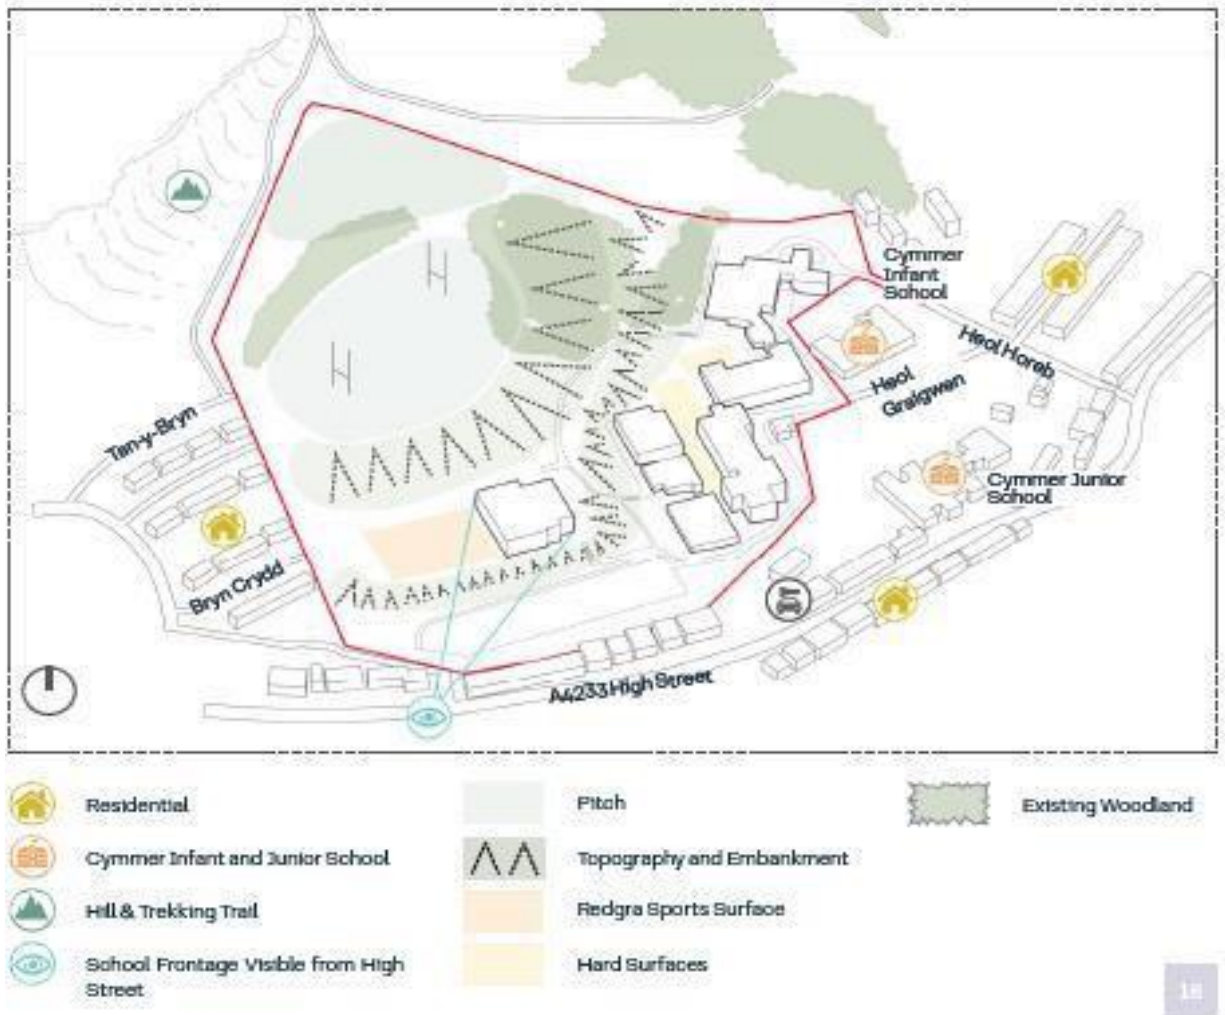 Cymmer
Infant
School
Heol Horeb
Heol
Graigwen
Tan-y-Bryn
Cymmer Junior
School
Bryn Crydd
A4233 High Street
Residential
Pitch
Existing Woodland
Cymmer Infant and Junior School
Topography and Embankment
Hill & Trekking Trail
Redgra Sports Surface
School Frontage Visible from High
Street
Hard Surfaces